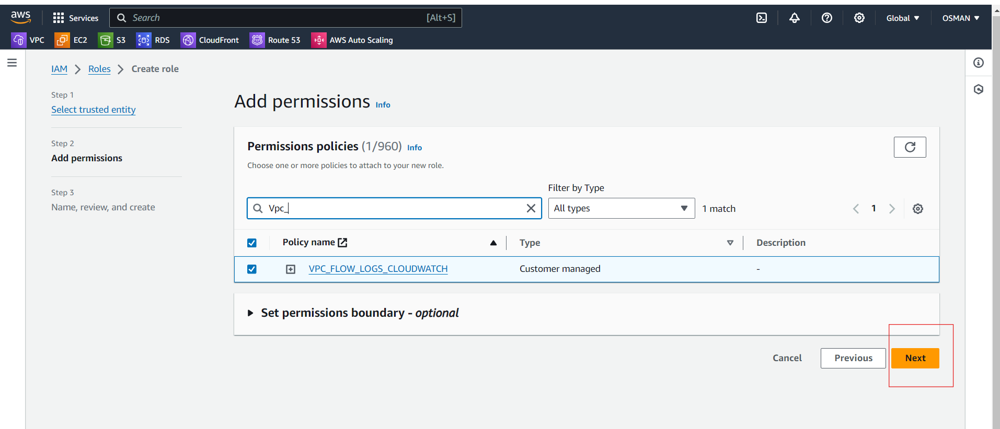 aws
Services
Search [Alt+S]
Global
OSMAN
VPC EC2 S3 RDS CloudFront Route 53 AWS Auto Scaling
IAM Roles Create role
Step 1
Select trusted entity
Step 2
Add permissions
Step 3
Name, review, and create
Add permissions Info
Permissions policies (1/960) Info
Choose one or more policies to attach to your new role.
Filter by Type
Vpc_
All types
1 match
1
Policy name Type Description
VPC_FLOW_LOGS_CLOUDWATCH Customer managed -
Set permissions boundary - optional
Cancel Previous Next